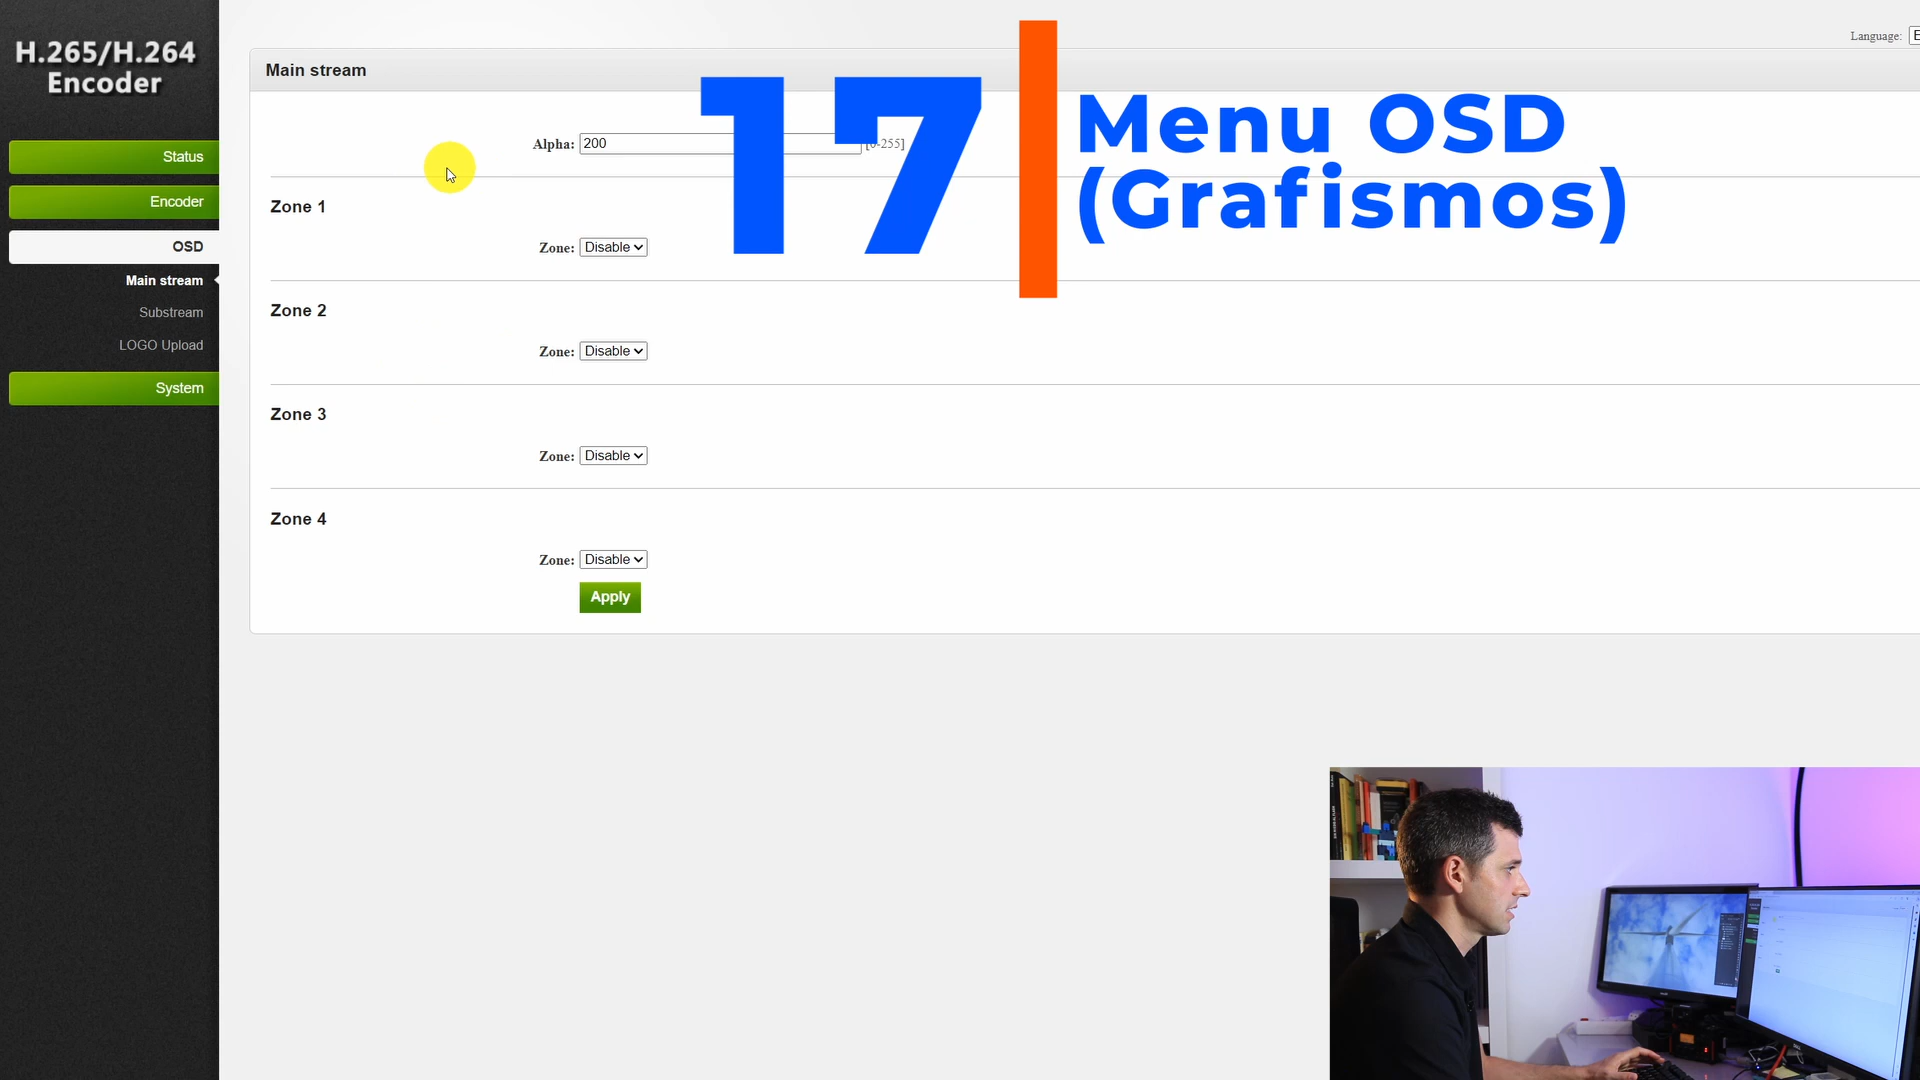 H.265/H.264
Encoder
Status
Encoder
OSD
Main stream
Substream
LOGO Upload
System
Language:
Main stream
Alpha: 200
17
Menu OSD
(Grafismos)
Zone 1
Zone: Disable
Zone 2
Zone: Disable
Zone 3
Zone: Disable
Zone 4
Zone: Disable
Apply